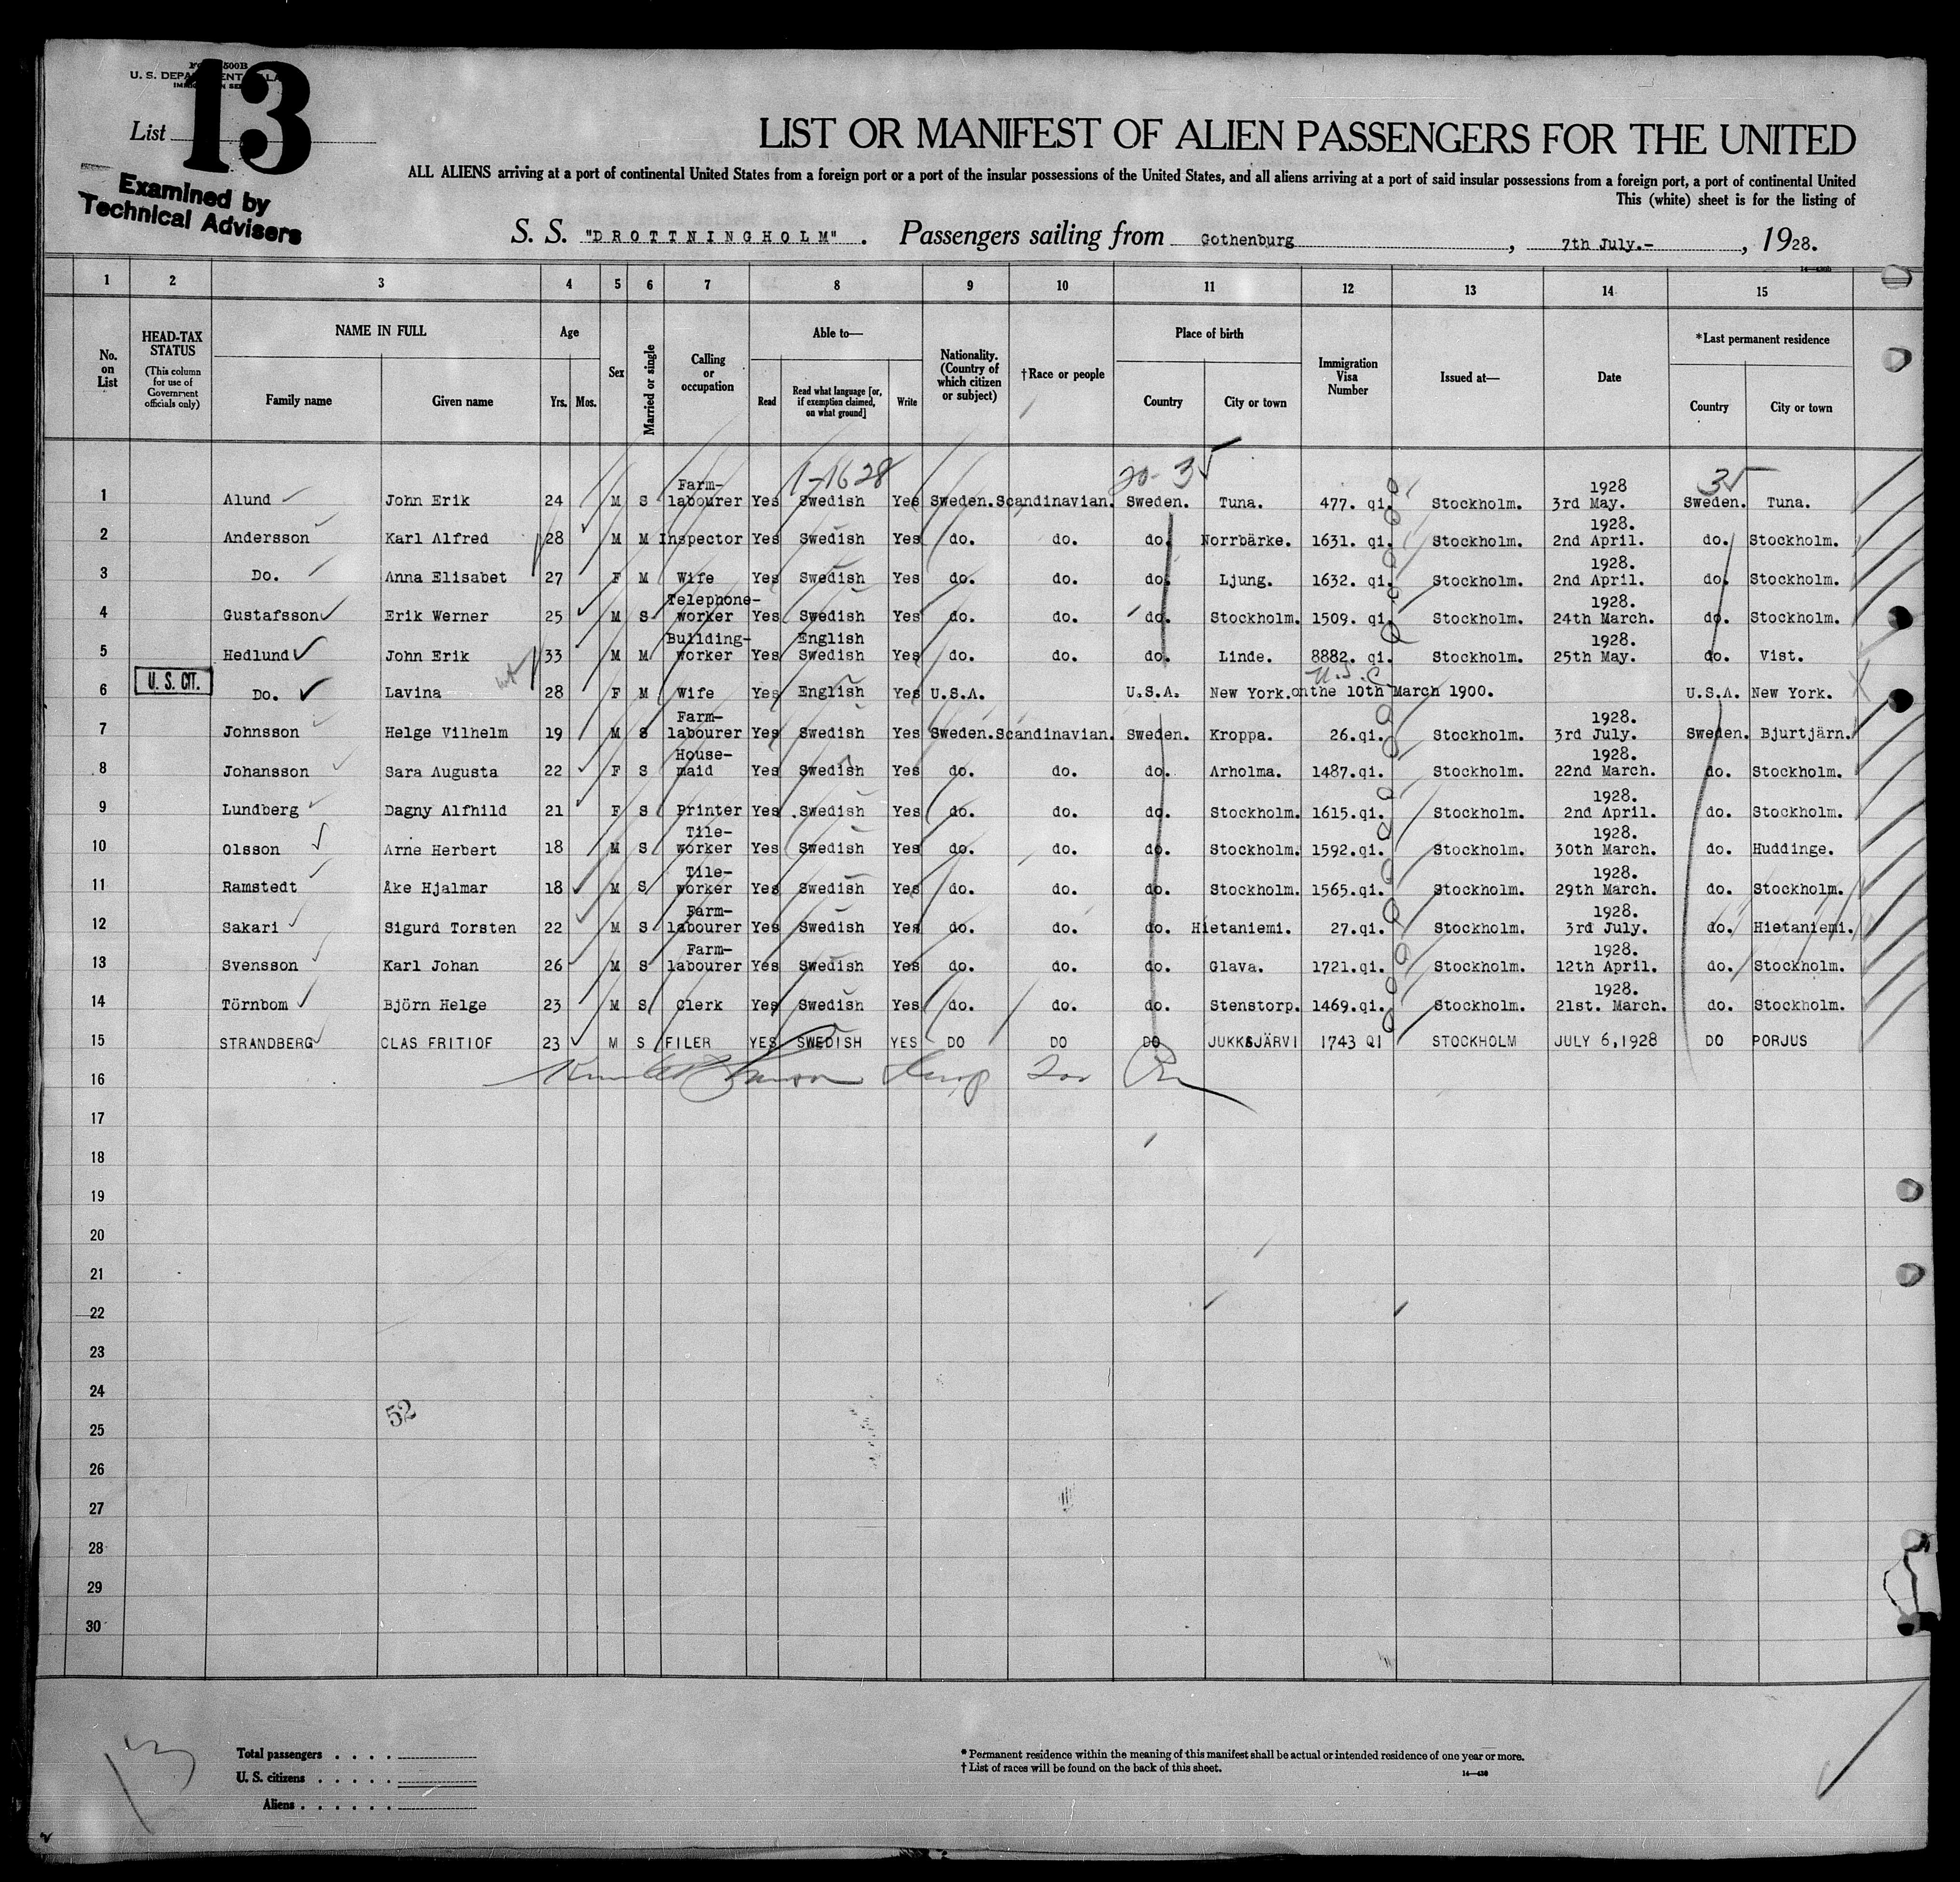 FORM 500B
U. S. DEPARTMENT OF LABOR
IMMIGRATION SERVICE
List 13
Examined by
Technical Advisers
LIST OR MANIFEST OF ALIEN PASSENGERS FOR THE UNITED
ALL ALIENS arriving at a port of continental United States from a foreign port or a port of the insular possessions of the United States, and all aliens arriving at a port of said insular possessions from a foreign port, a port of continental United
This (white) sheet is for the listing of
S. S. "DROTTNINGHOLM". Passengers sailing from Gothenburg, 7th July.-, 1928.
1 2 3 4 5 6 7 8 9 10 11 12 13 14 15
No. on List
HEAD-TAX STATUS (This column for use of Government officials only)
NAME IN FULL Family name Given name
Age Yrs. Mos.
Sex
Married or single
Calling or occupation
Able to— Read Read what language [or, if exemption claimed, on what ground] Write
Nationality. (Country of which citizen or subject)
†Race or people
Place of birth Country City or town
Immigration Visa Number
Issued at—
Date
*Last permanent residence Country City or town
1-1628 20- 3 3
1 Alund John Erik 24 M S Farm-labourer Yes Swedish Yes Sweden. Scandinavian. Sweden. Tuna. 477. qi. Stockholm. 1928 3rd May. Sweden. Tuna.
2 Andersson Karl Alfred 28 M M Inspector Yes Swedish Yes do. do. do. Norrbärke. 1631. qi. Stockholm. 1928. 2nd April. do. Stockholm.
3 Do. Anna Elisabet 27 F M Wife Yes Swedish Yes do. do. do. Ljung. 1632. qi. Stockholm. 1928. 2nd April. do. Stockholm.
4 Gustafsson Erik Werner 25 M S Telephone-worker Yes Swedish Yes do. do. do. Stockholm. 1509. qi. Stockholm. 1928. 24th March. do. Stockholm.
5 Hedlund John Erik 33 M M Building-worker Yes English Swedish Yes do. do. do. Linde. 8882. qi. Stockholm. 1928. 25th May. do. Vist.
U.S.C.
6 U. S. CIT. Do. Lavina 28 F M Wife Yes English Yes U.S.A. U.S.A. New York. on the 10th March 1900. U.S.A. New York.
7 Johnsson Helge Vilhelm 19 M S Farm-labourer Yes Swedish Yes Sweden. Scandinavian. Sweden. Kroppa. 26.qi. Stockholm. 1928. 3rd July. Sweden. Bjurtjärn.
8 Johansson Sara Augusta 22 F S House-maid Yes Swedish Yes do. do. do. Arholma. 1487.qi. Stockholm. 1928. 22nd March. do. Stockholm.
9 Lundberg Dagny Alfhild 21 F S Printer Yes Swedish Yes do. do. do. Stockholm. 1615.qi. Stockholm. 1928. 2nd April. do. Stockholm.
10 Olsson Arne Herbert 18 M S Tile-worker Yes Swedish Yes do. do. do. Stockholm. 1592.qi. Stockholm. 1928. 30th March. do. Huddinge.
11 Ramstedt Åke Hjalmar 18 M S Tile-worker Yes Swedish Yes do. do. do. Stockholm. 1565.qi. Stockholm. 1928. 29th March. do. Stockholm.
12 Sakari Sigurd Torsten 22 M S Farm-labourer Yes Swedish Yes do. do. do. Hietaniemi. 27.qi. Stockholm. 1928. 3rd July. do. Hietaniemi.
13 Svensson Karl Johan 26 M S Farm-labourer Yes Swedish Yes do. do. do. Glava. 1721.qi. Stockholm. 1928. 12th April. do. Stockholm.
14 Törnbom Björn Helge 23 M S Clerk Yes Swedish Yes do. do. do. Stenstorp. 1469.qi. Stockholm. 1928. 21st. March. do. Stockholm.
15 STRANDBERG CLAS FRITIOF 23 M S FILER YES SWEDISH YES DO DO DO JUKKASJÄRVI 1743 QI STOCKHOLM JULY 6,1928 DO PORJUS
16
17
18
19
20
21
22
23
24
25
26
27
28
29
30
52
13
Total passengers . . . .
U. S. citizens . . . . .
Aliens . . . . . .
* Permanent residence within the meaning of this manifest shall be actual or intended residence of one year or more.
† List of races will be found on the back of this sheet.
14—430